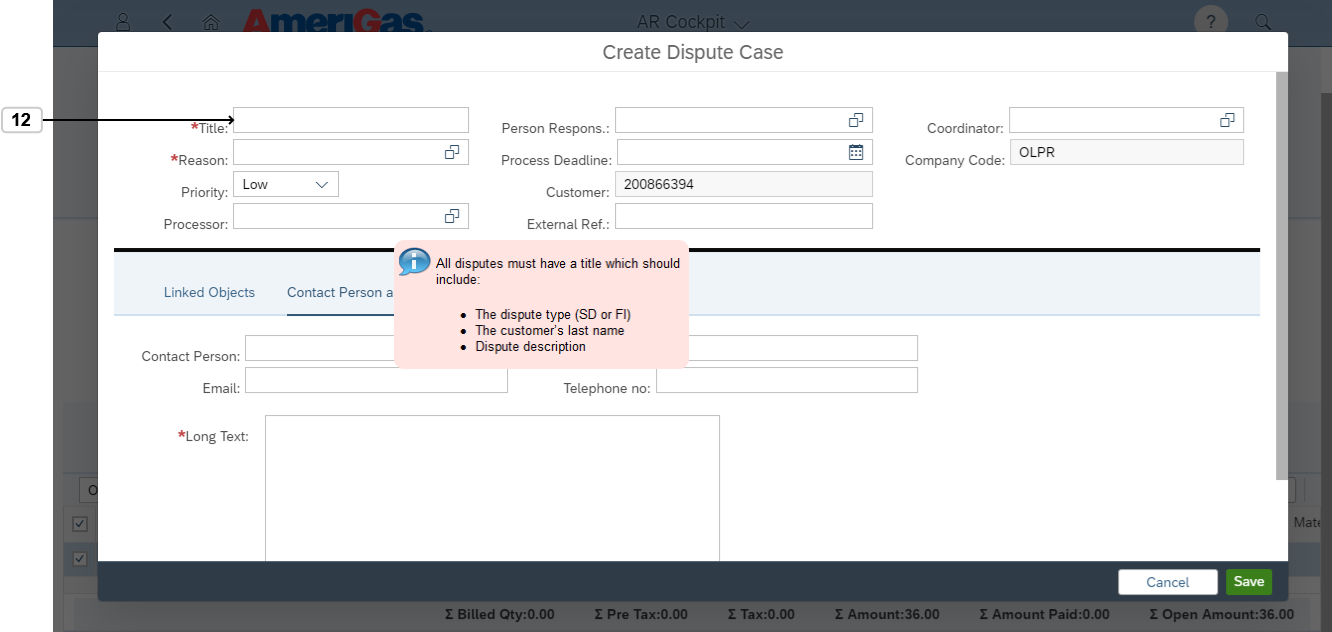 AmeriGas.
AR Cockpit
?
Create Dispute Case
12
*Title:
Person Respons.:
Coordinator:
*Reason:
Process Deadline:
Company Code: OLPR
Priority: Low
Customer: 200866394
Processor:
External Ref.:
All disputes must have a title which should
include:
• The dispute type (SD or FI)
• The customer's last name
• Dispute description
Linked Objects
Contact Person a
Contact Person:
Email:
Telephone no:
*Long Text:
O
Mate
Cancel
Save
Σ Billed Qty:0.00
Σ Pre Tax:0.00
Σ Tax:0.00
Σ Amount:36.00
Σ Amount Paid:0.00
Σ Open Amount:36.00